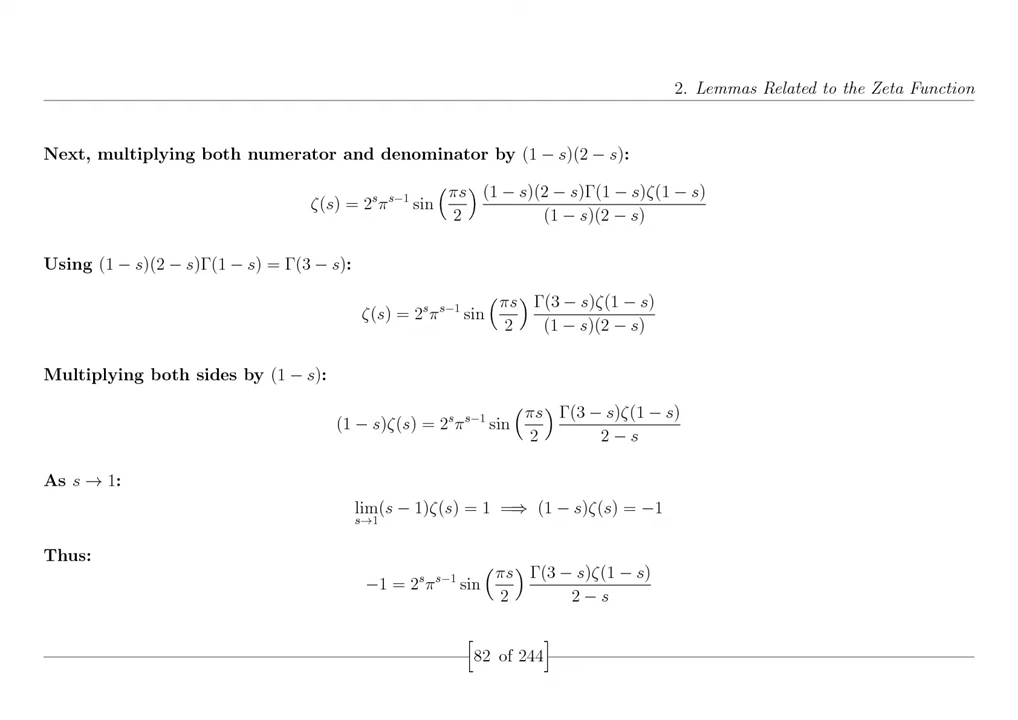 2. Lemmas Related to the Zeta Function
Next, multiplying both numerator and denominator by (1 − s)(2 − s):
ζ(s) = 2^s π^{s−1} sin (πs/2) (1 − s)(2 − s)Γ(1 − s)ζ(1 − s) / (1 − s)(2 − s)
Using (1 − s)(2 − s)Γ(1 − s) = Γ(3 − s):
ζ(s) = 2^s π^{s−1} sin (πs/2) Γ(3 − s)ζ(1 − s) / (1 − s)(2 − s)
Multiplying both sides by (1 − s):
(1 − s)ζ(s) = 2^s π^{s−1} sin (πs/2) Γ(3 − s)ζ(1 − s) / 2 − s
As s → 1:
lim_{s→1} (s − 1)ζ(s) = 1 ⟹ (1 − s)ζ(s) = −1
Thus:
−1 = 2^s π^{s−1} sin (πs/2) Γ(3 − s)ζ(1 − s) / 2 − s
[82 of 244]